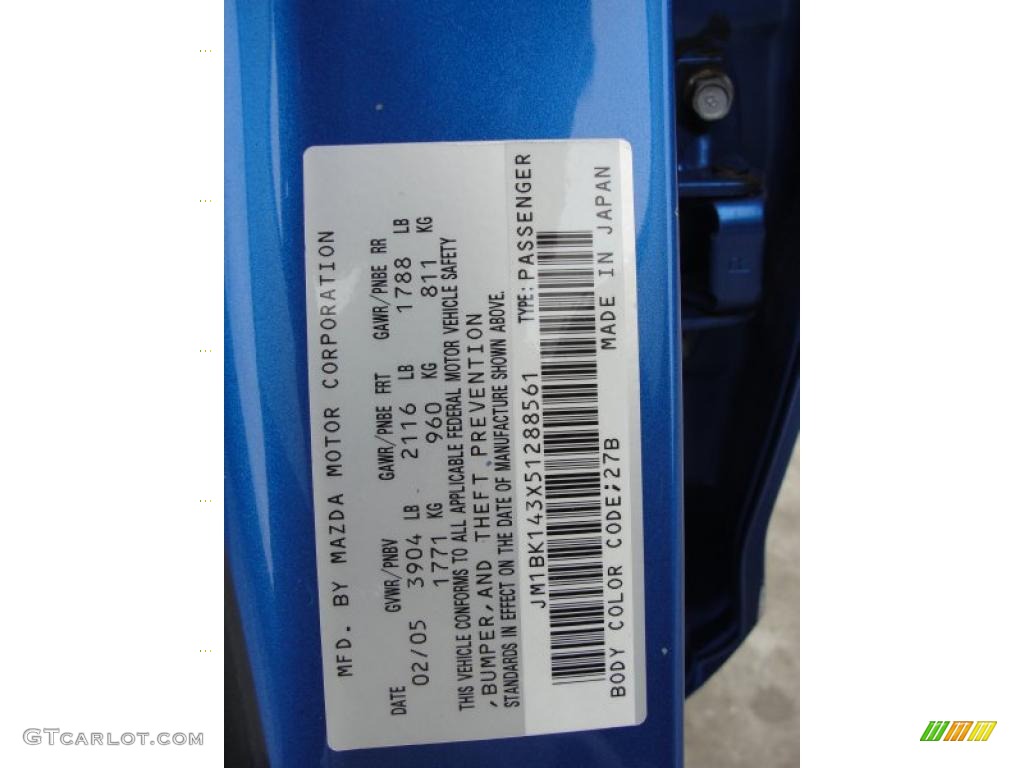 MFD. BY MAZDA MOTOR CORPORATION
DATE GVWR/PNBV GAWR/PNBE FRT GAWR/PNBE RR
02/05 3904 LB 2116 LB 1788 LB
1771 KG 960 KG 811 KG
THIS VEHICLE CONFORMS TO ALL APPLICABLE FEDERAL MOTOR VEHICLE SAFETY
,BUMPER,AND THEFT PREVENTION
STANDARDS IN EFFECT ON THE DATE OF MANUFACTURE SHOWN ABOVE.
JM1BK143X51288561 TYPE:PASSENGER
BODY COLOR CODE;27B MADE IN JAPAN
GTCARLOT.COM